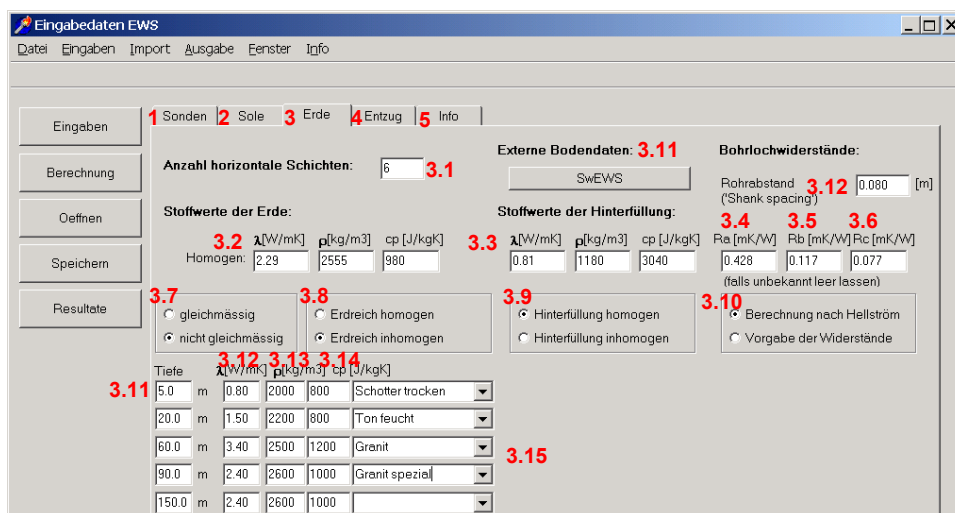 Eingabedaten EWS
Datei Eingaben Import Ausgabe Fenster Info
1 Sonden 2 Sole 3 Erde 4 Entzug 5 Info
Eingaben
Berechnung
Oeffnen
Speichern
Resultate
Anzahl horizontale Schichten: 6 3.1
Externe Bodendaten: 3.11
SwEWS
Bohrlochwiderstände:
Rohrabstand 3.12 0.080 [m]
('Shank spacing')
Stoffwerte der Erde:
3.2 λ[W/mK] ρ[kg/m3] cp [J/kgK]
Homogen: 2.29 2555 980
Stoffwerte der Hinterfüllung:
3.3 λ[W/mK] ρ[kg/m3] cp [J/kgK]
0.81 1180 3040
3.4 3.5 3.6
Ra [mK/W] Rb [mK/W] Rc [mK/W]
0.428 0.117 0.077
(falls unbekannt leer lassen)
3.7
gleichmässig
nicht gleichmässig
3.8
Erdreich homogen
Erdreich inhomogen
3.9
Hinterfüllung homogen
Hinterfüllung inhomogen
3.10
Berechnung nach Hellström
Vorgabe der Widerstände
3.12 3.13 3.14
Tiefe λ[W/mK] ρ[kg/m3] cp [J/kgK]
3.11 5.0 m 0.80 2000 800 Schotter trocken
20.0 m 1.50 2200 800 Ton feucht
60.0 m 3.40 2500 1200 Granit
3.15
90.0 m 2.40 2600 1000 Granit spezial
150.0 m 2.40 2600 1000